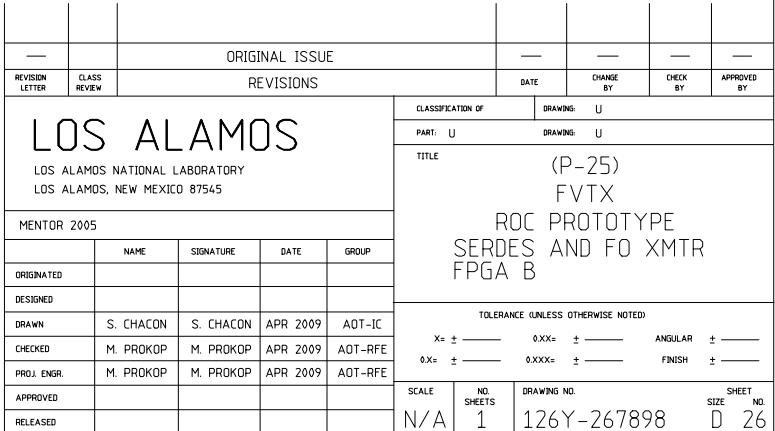 ORIGINAL ISSUE
REVISION LETTER CLASS REVIEW REVISIONS DATE CHANGE BY CHECK BY APPROVED BY
LOS ALAMOS
LOS ALAMOS NATIONAL LABORATORY
LOS ALAMOS, NEW MEXICO 87545
MENTOR 2005
NAME SIGNATURE DATE GROUP
ORIGINATED
DESIGNED
DRAWN S. CHACON S. CHACON APR 2009 AOT-IC
CHECKED M. PROKOP M. PROKOP APR 2009 AOT-RFE
PROJ. ENGR. M. PROKOP M. PROKOP APR 2009 AOT-RFE
APPROVED
RELEASED
CLASSIFICATION OF DRAWING: U
PART: U DRAWING: U
TITLE
(P-25)
FVTX
ROC PROTOTYPE
SERDES AND FO XMTR
FPGA B
TOLERANCE (UNLESS OTHERWISE NOTED)
X= ± 0.XX= ± ANGULAR ±
0.X= ± 0.XXX= ± FINISH ±
SCALE NO. SHEETS DRAWING NO. SIZE SHEET NO.
N/A 1 126Y-267898 D 26